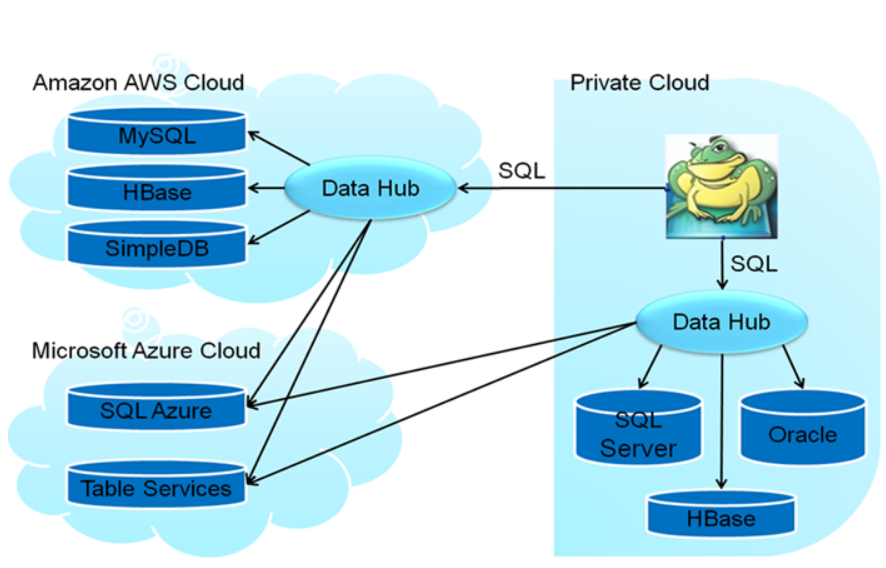 Amazon AWS Cloud
MySQL
HBase
SimpleDB
Data Hub
SQL
Private Cloud
SQL
Data Hub
SQL
Server
Oracle
HBase
Microsoft Azure Cloud
SQL Azure
Table Services